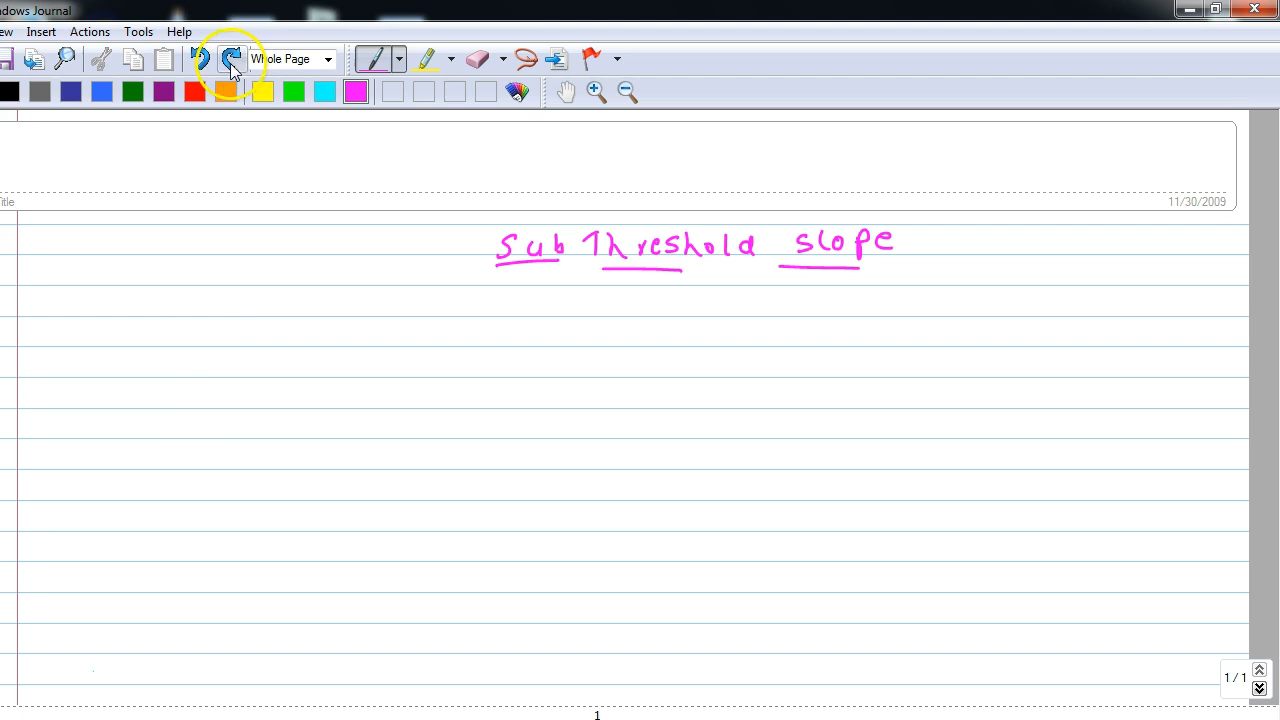 ndows Journal
ew Insert Actions Tools Help
Whole Page
itle
11/30/2009
Sub Threshold slope
1 / 1
1